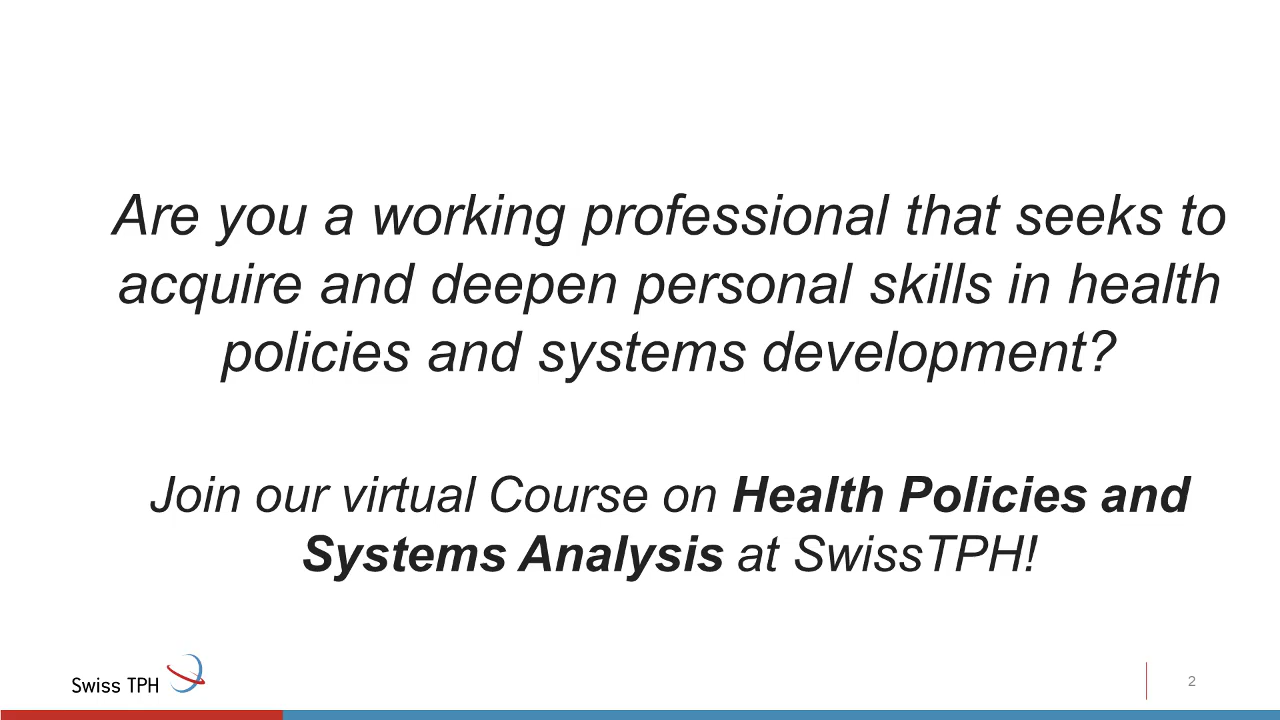 Are you a working professional that seeks to
acquire and deepen personal skills in health
policies and systems development?
Join our virtual Course on Health Policies and
Systems Analysis at SwissTPH!
Swiss TPH
2